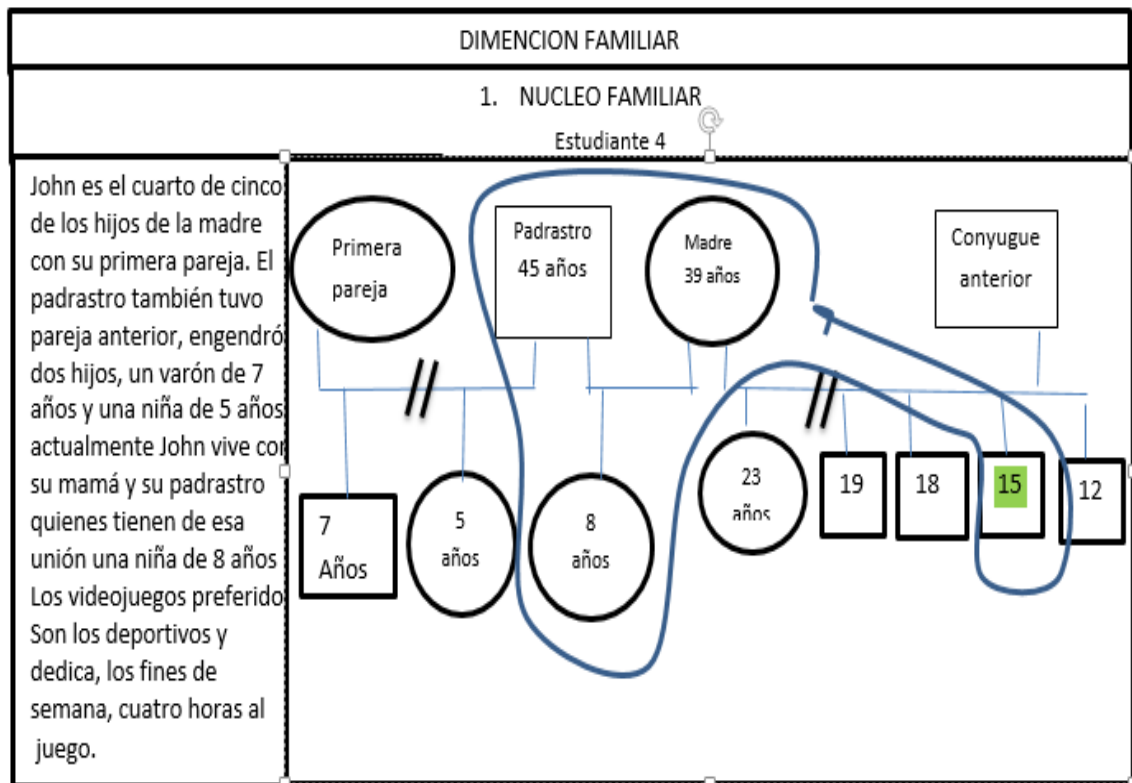 DIMENCION FAMILIAR
1. NUCLEO FAMILIAR
Estudiante 4
John es el cuarto de cinco
de los hijos de la madre
con su primera pareja. El
padrastro también tuvo
pareja anterior, engendró
dos hijos, un varón de 7
años y una niña de 5 años
actualmente John vive con
su mamá y su padrastro
quienes tienen de esa
unión una niña de 8 años
Los videojuegos preferido
Son los deportivos y
dedica, los fines de
semana, cuatro horas al
juego.
Primera
pareja
Padrastro
45 años
Madre
39 años
Conyugue
anterior
7
Años
5
años
8
años
23
años
19
18
15
12